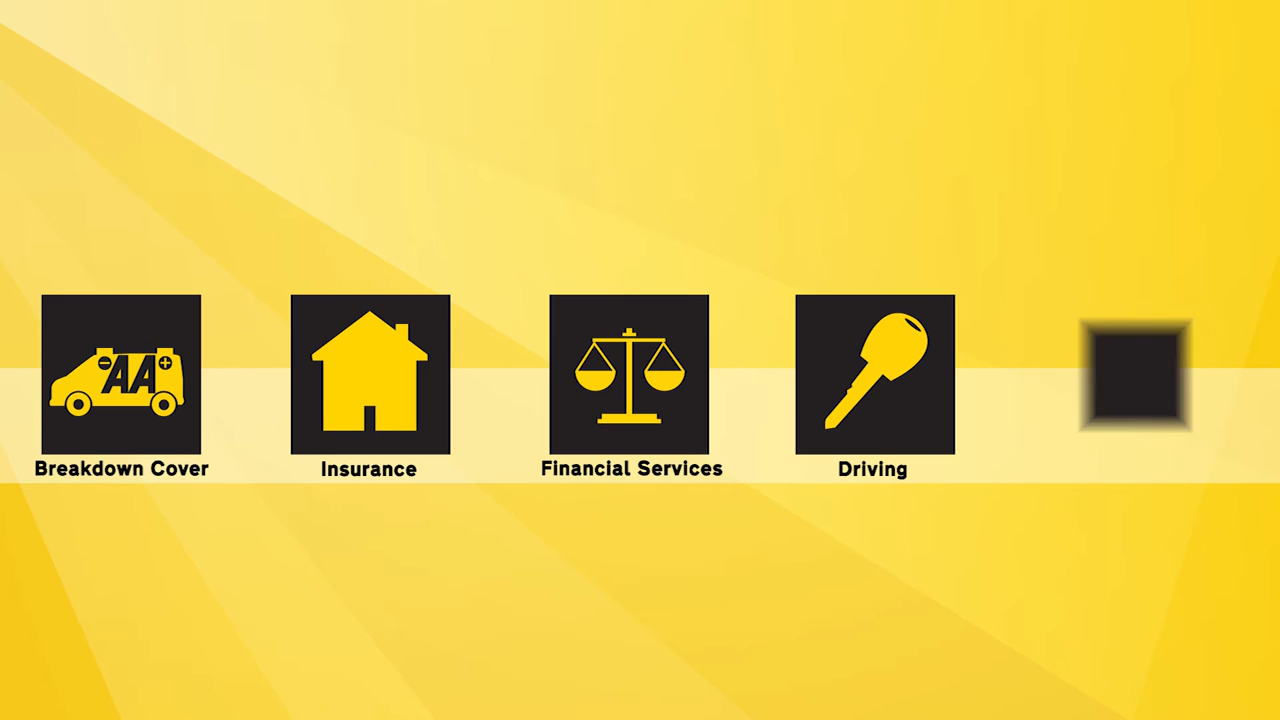 AA
Breakdown Cover
Insurance
Financial Services
Driving